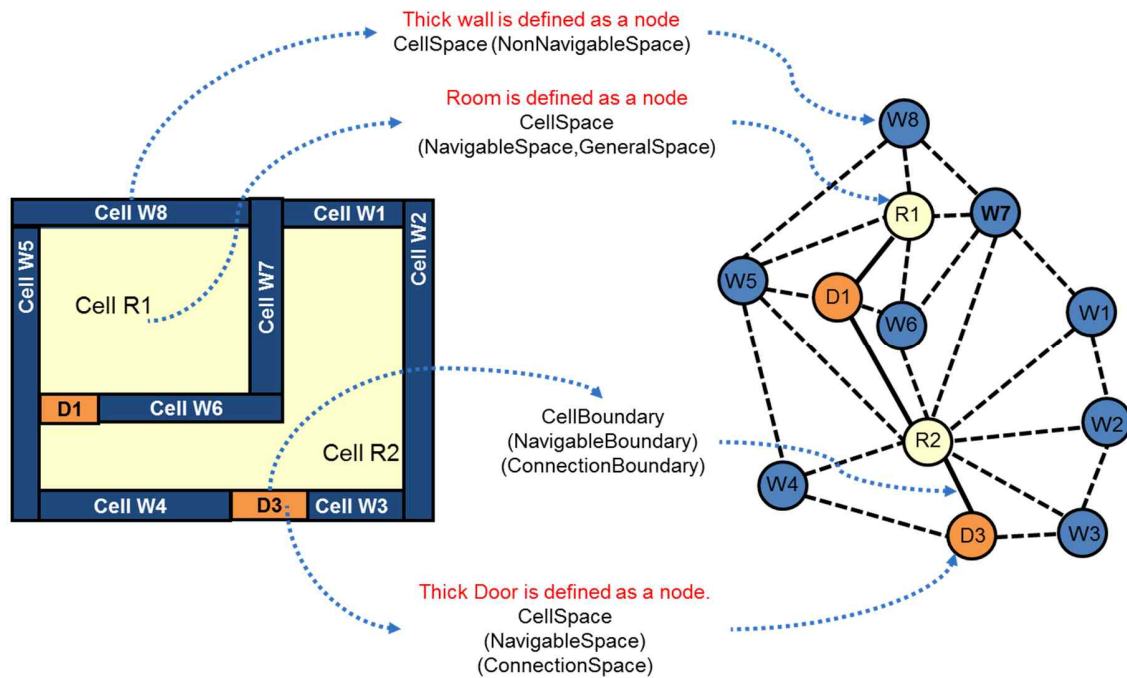 Thick wall is defined as a node
CellSpace (NonNavigableSpace)
Room is defined as a node
CellSpace
(NavigableSpace,GeneralSpace)
Cell W8
Cell W1
Cell W2
Cell W5
Cell W7
Cell R1
D1
Cell W6
Cell R2
Cell W4
D3
Cell W3
CellBoundary
(NavigableBoundary)
(ConnectionBoundary)
Thick Door is defined as a node.
CellSpace
(NavigableSpace)
(ConnectionSpace)
W8
R1
W7
W5
D1
W6
W1
R2
W2
W4
D3
W3